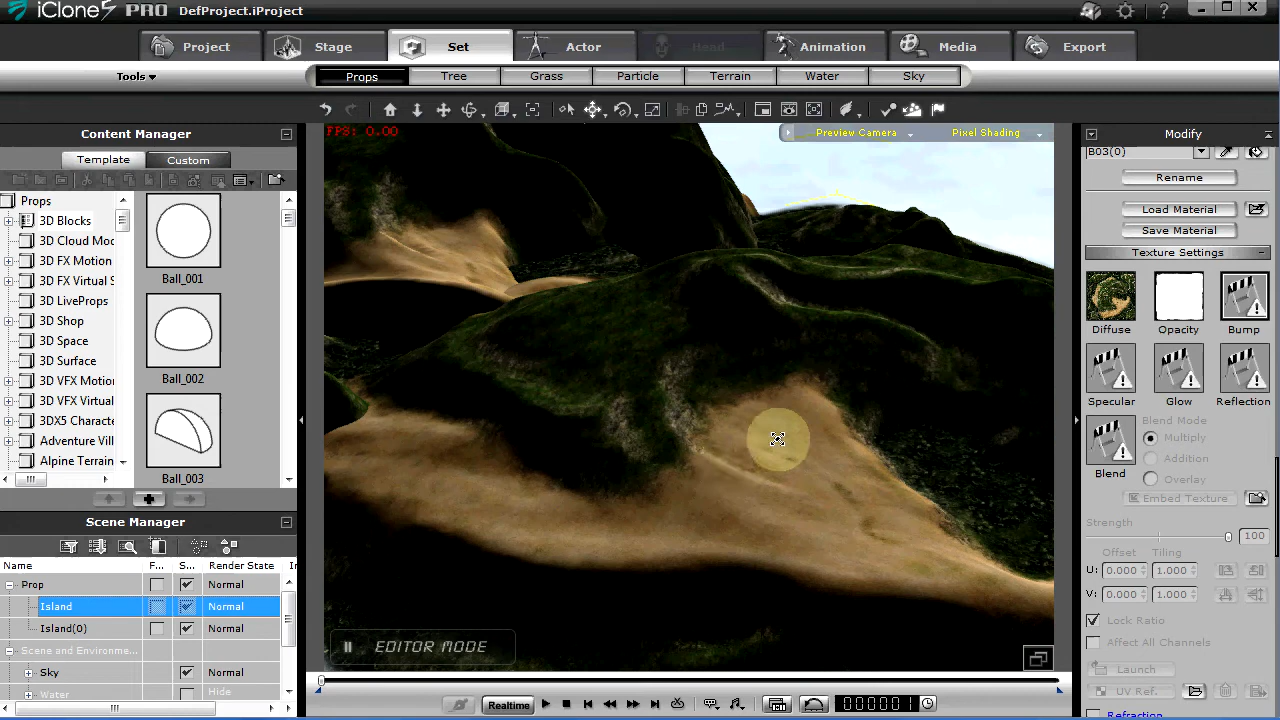 iClone5 PRO DefProject.iProject
Project Stage Set Actor Head Animation Media Export
Tools
Props Tree Grass Particle Terrain Water Sky
Content Manager
Template Custom
Props
3D Blocks
3D Cloud Moc
3D FX Motion
3D FX Virtual S
3D LiveProps
3D Shop
3D Space
3D Surface
3D VFX Motion
3D VFX Virtual
3DX5 Characte
Adventure Vill
Alpine Terrain
Ball_001
Ball_002
Ball_003
Scene Manager
Name F... S... Render State Ir
Prop Normal
Island Normal
Island(0) Normal
Scene and Environme... Normal
Sky Normal
Water Hide
FPS: 0.00
Preview Camera Pixel Shading
EDITOR MODE
Realtime
00000 1
Modify
B03(0)
Rename
Load Material
Save Material
Texture Settings
Diffuse Opacity Bump
Specular Glow Reflection
Blend Mode
Multiply
Addition
Overlay
Blend
Embed Texture
Strength
100
Offset Tiling
U: 0.000 1.000
V: 0.000 1.000
Lock Ratio
Affect All Channels
Launch
UV Ref.
Refraction